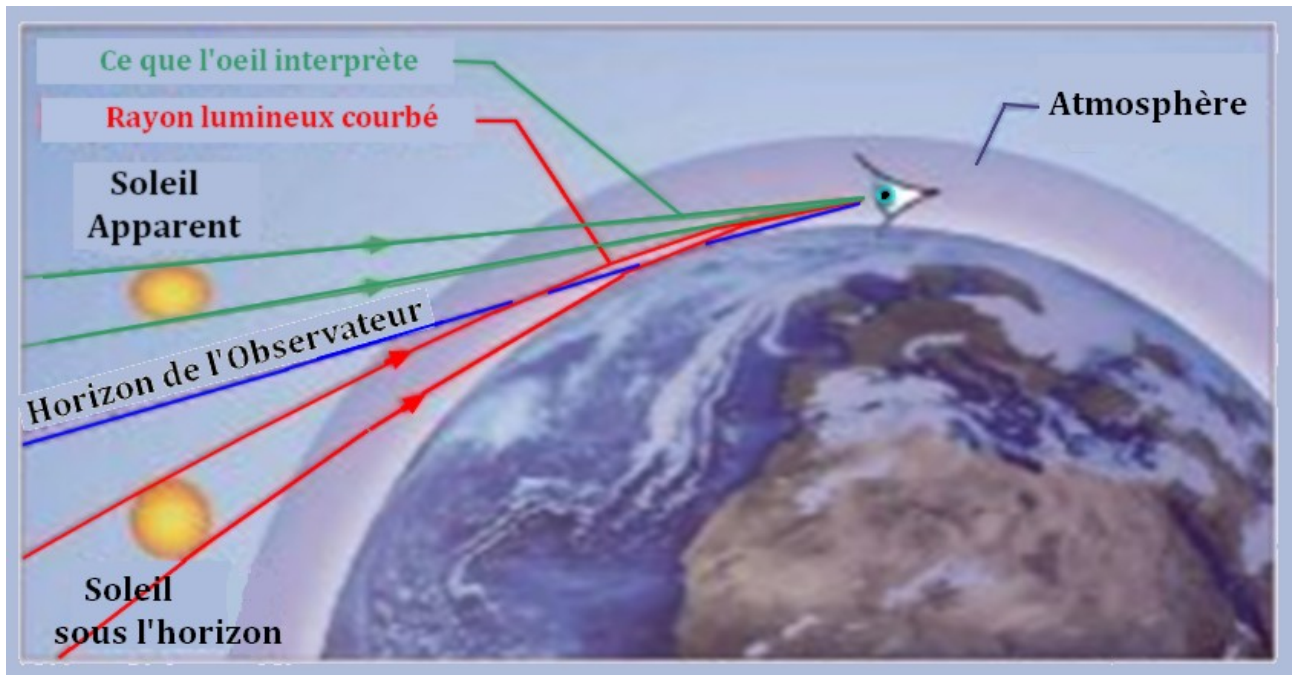 Ce que l'oeil interprète
Rayon lumineux courbé
Atmosphère
Soleil
Apparent
Horizon de l'Observateur
Soleil
sous l'horizon